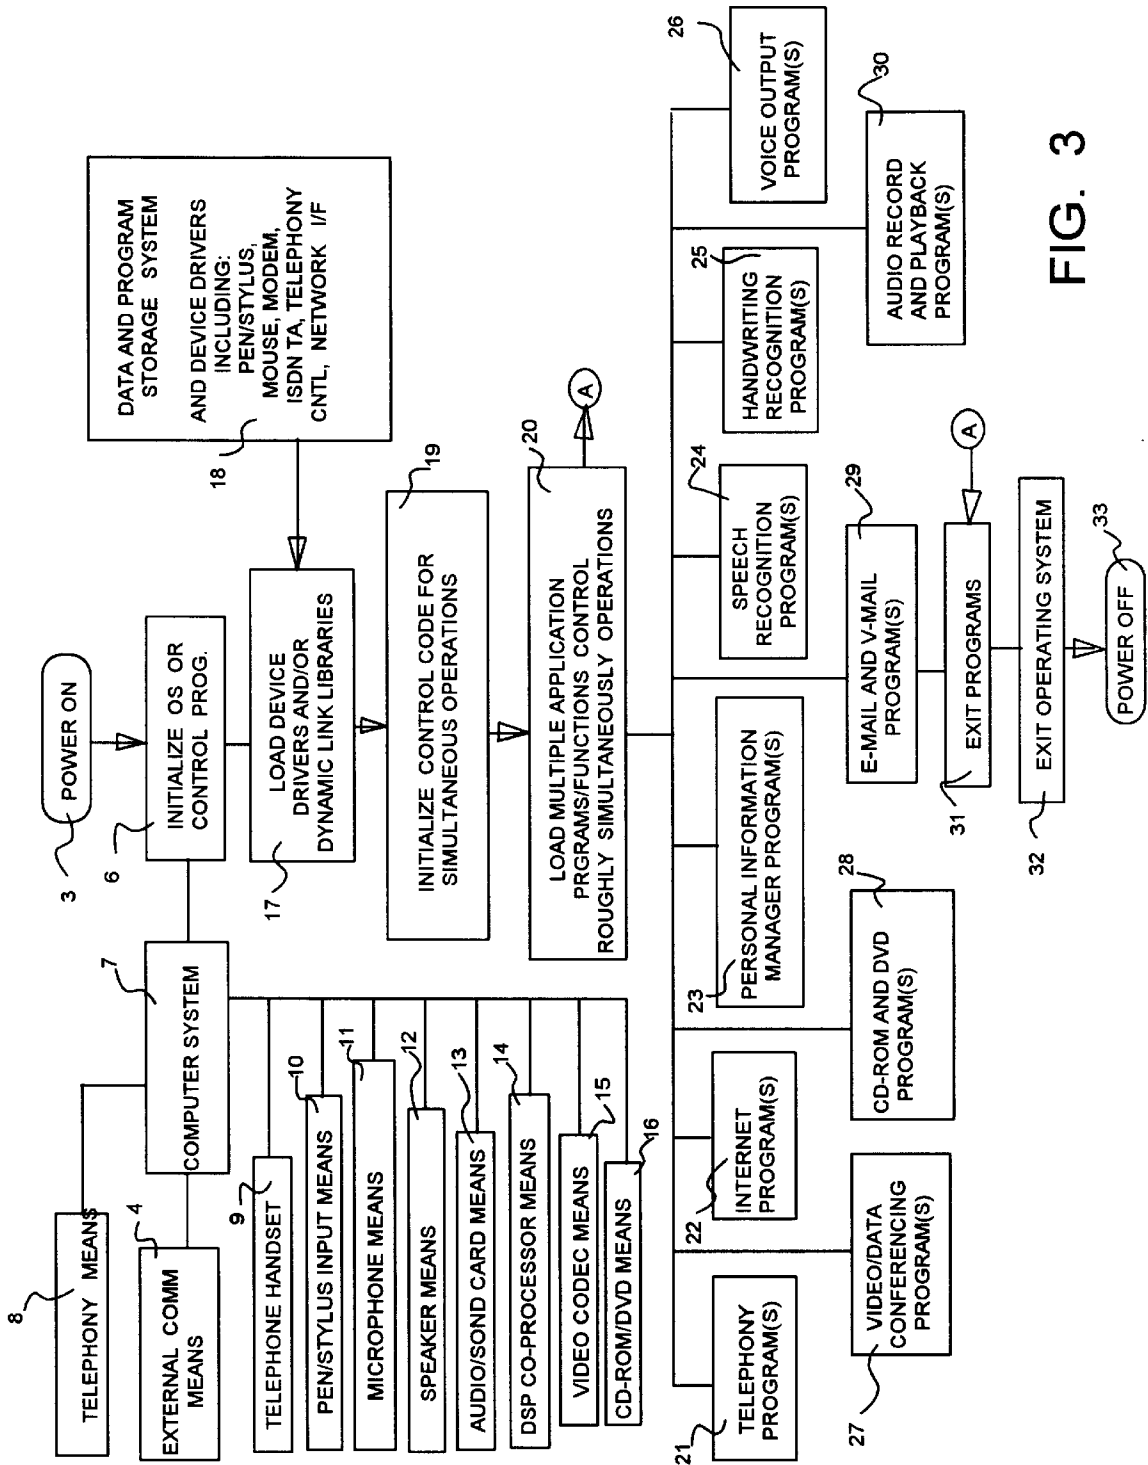 3
POWER ON
8
TELEPHONY MEANS
7
COMPUTER SYSTEM
6
INITIALIZE OS OR
CONTROL PROG.
4
EXTERNAL COMM
MEANS
DATA AND PROGRAM
STORAGE SYSTEM
AND DEVICE DRIVERS
INCLUDING:
PEN/STYLUS,
MOUSE, MODEM,
ISDN TA, TELEPHONY
CNTL, NETWORK I/F
18
9
TELEPHONE HANDSET
10
PEN/STYLUS INPUT MEANS
11
MICROPHONE MEANS
12
SPEAKER MEANS
13
AUDIO/SOND CARD MEANS
14
DSP CO-PROCESSOR MEANS
15
VIDEO CODEC MEANS
16
CD-ROM/DVD MEANS
17
LOAD DEVICE
DRIVERS AND/OR
DYNAMIC LINK LIBRARIES
19
INITIALIZE CONTROL CODE FOR
SIMULTANEOUS OPERATIONS
20
LOAD MULTIPLE APPLICATION
PRGRAMS/FUNCTIONS CONTROL
ROUGHLY SIMULTANEOUSLY OPERATIONS
A
21
TELEPHONY
PROGRAM(S)
22
INTERNET
PROGRAM(S)
23
PERSONAL INFORMATION
MANAGER PROGRAM(S)
24
SPEECH
RECOGNITION
PROGRAM(S)
25
HANDWRITING
RECOGNITION
PROGRAM(S)
26
VOICE OUTPUT
PROGRAM(S)
27
VIDEO/DATA
CONFERENCING
PROGRAM(S)
28
CD-ROM AND DVD
PROGRAM(S)
29
E-MAIL AND V-MAIL
PROGRAM(S)
30
AUDIO RECORD
AND PLAYBACK
PROGRAM(S)
31
EXIT PROGRAMS
A
32
EXIT OPERATING SYSTEM
33
POWER OFF
FIG. 3